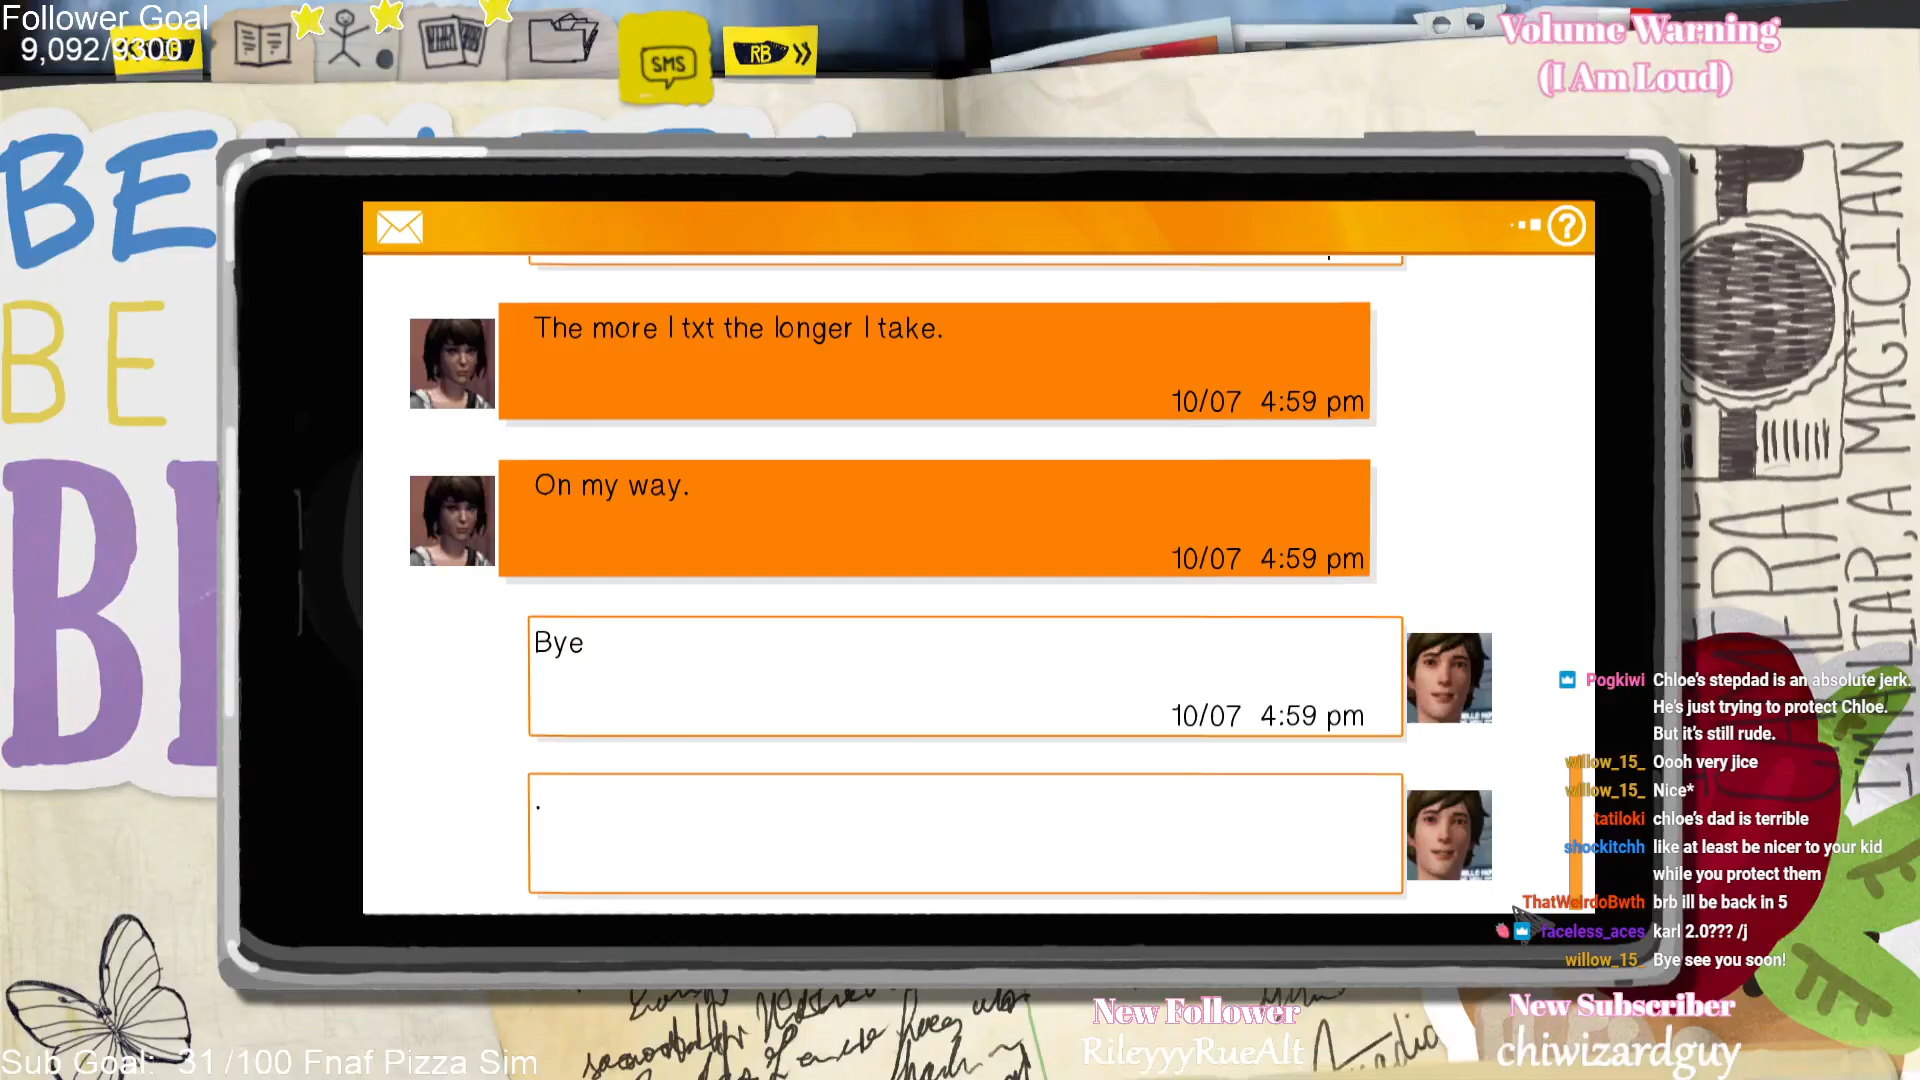 Follower Goal
9,092/9300
SMS
RB
Volume Warning
(I Am Loud)
BE
BE
The more I txt the longer I take.
10/07 4:59 pm
On my way.
10/07 4:59 pm
Bye
10/07 4:59 pm
.
?
I'M A LIAR, A MAGICIAN
Pogkiwi Chloe's stepdad is an absolute jerk.
He's just trying to protect Chloe.
But it's still rude.
willow_15_ Oooh very jice
willow_15_ Nice*
tatiloki chloe's dad is terrible
shockitchh like at least be nicer to your kid
while you protect them
ThatWeirdoBwth brb ill be back in 5
faceless_aces karl 2.0??? /j
willow_15_ Bye see you soon!
New Follower
RileyyyRueAlt
New Subscriber
chiwizardguy
Sub Goal: 31 /100 Fnaf Pizza Sim